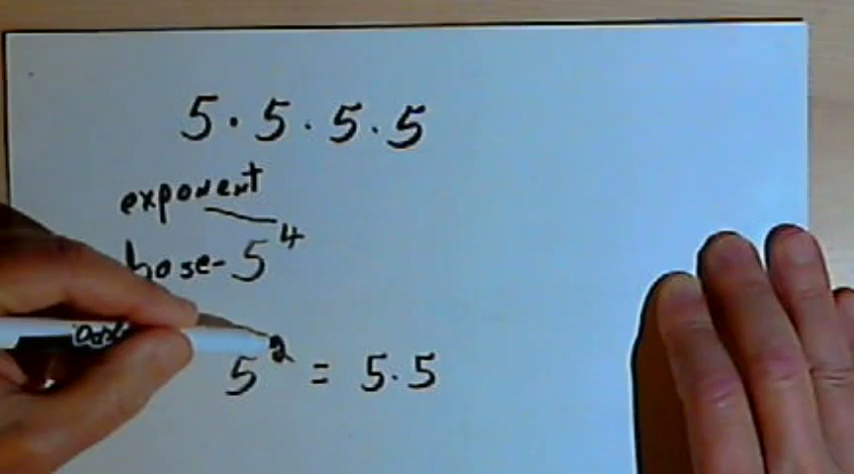 5 · 5 · 5 · 5
exponent
base - 5⁴
5² = 5 · 5